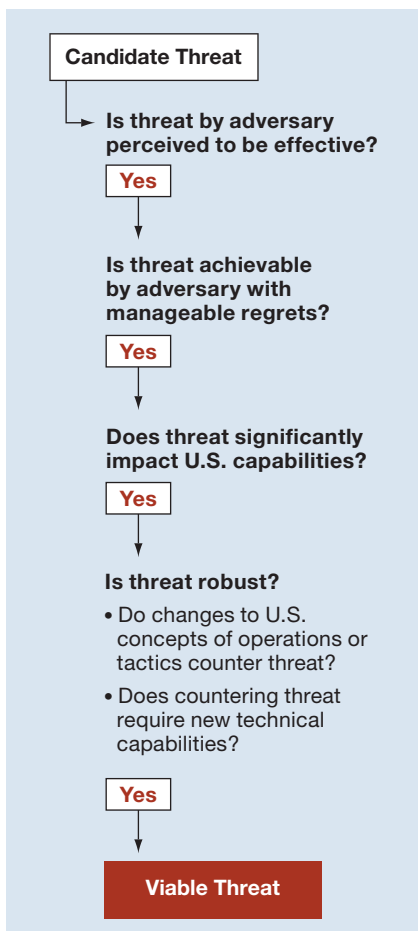 Candidate Threat
Is threat by adversary
perceived to be effective?
Yes
Is threat achievable
by adversary with
manageable regrets?
Yes
Does threat significantly
impact U.S. capabilities?
Yes
Is threat robust?
• Do changes to U.S.
concepts of operations or
tactics counter threat?
• Does countering threat
require new technical
capabilities?
Yes
Viable Threat